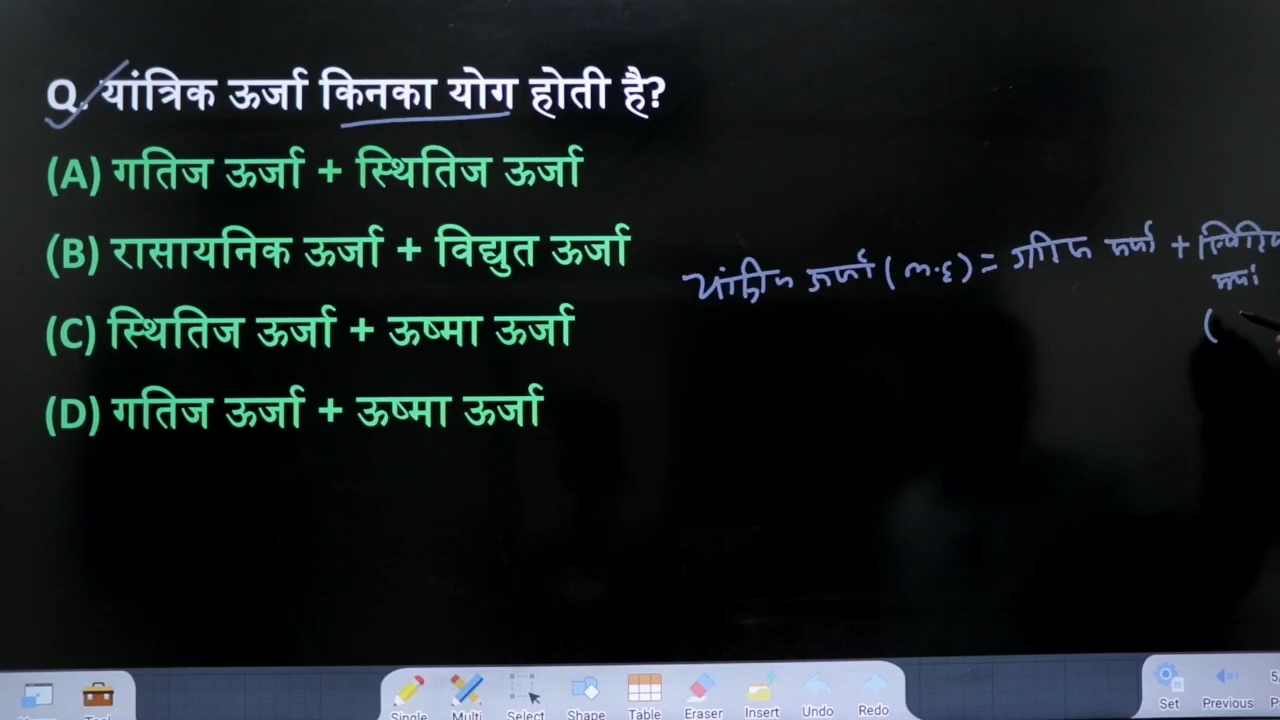 Q. यांत्रिक ऊर्जा किनका योग होती है?
(A) गतिज ऊर्जा + स्थितिज ऊर्जा
(B) रासायनिक ऊर्जा + विद्युत ऊर्जा
(C) स्थितिज ऊर्जा + ऊष्मा ऊर्जा
(D) गतिज ऊर्जा + ऊष्मा ऊर्जा
यांत्रिक ऊर्जा (M.E) = गतिज ऊर्जा +
ऊर्जा
(
Single Multi Select Shape Table Eraser Insert Undo Redo Set Previous